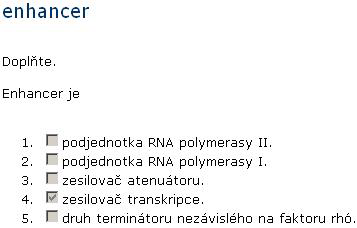 enhancer
Doplňte.
Enhancer je
1. podjednotka RNA polymerasy II.
2. podjednotka RNA polymerasy I.
3. zesilovač atenuátoru.
4. zesilovač transkripce.
5. druh terminátoru nezávislého na faktoru rhó.